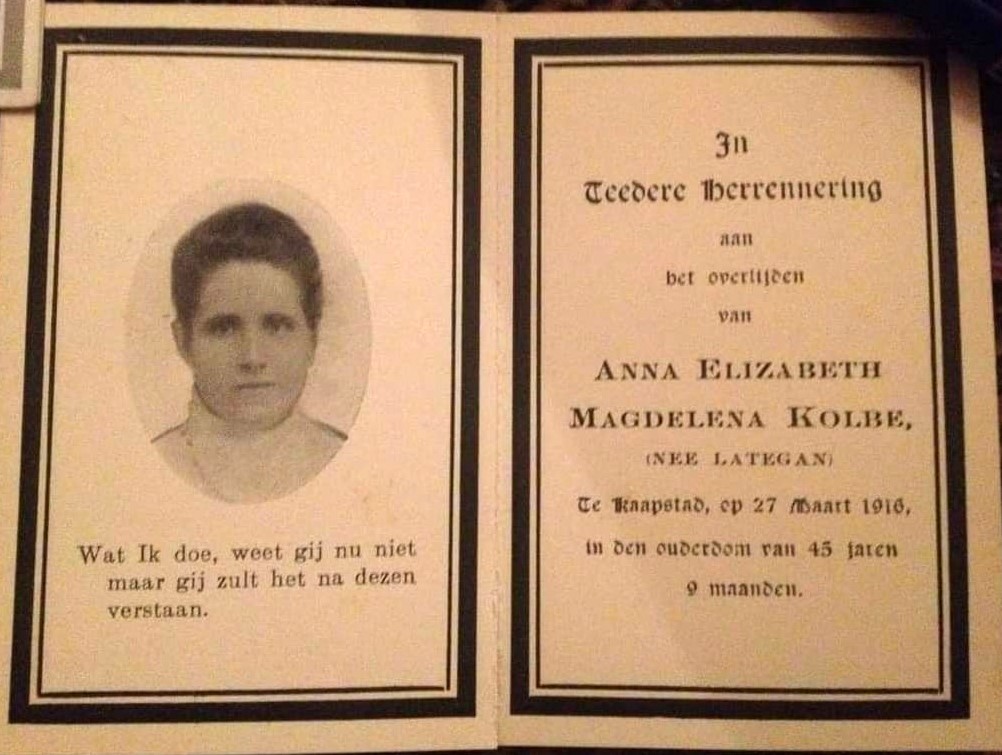 Wat Ik doe, weet gij nu niet
maar gij zult het na dezen
verstaan.
In
Teedere Herrennering
aan
het overlijden
van
ANNA ELIZABETH
MAGDELENA KOLBE,
(NEE LATEGAN)
Te Kaapstad, op 27 Maart 1916,
in den ouderdom van 45 jaren
9 maanden.